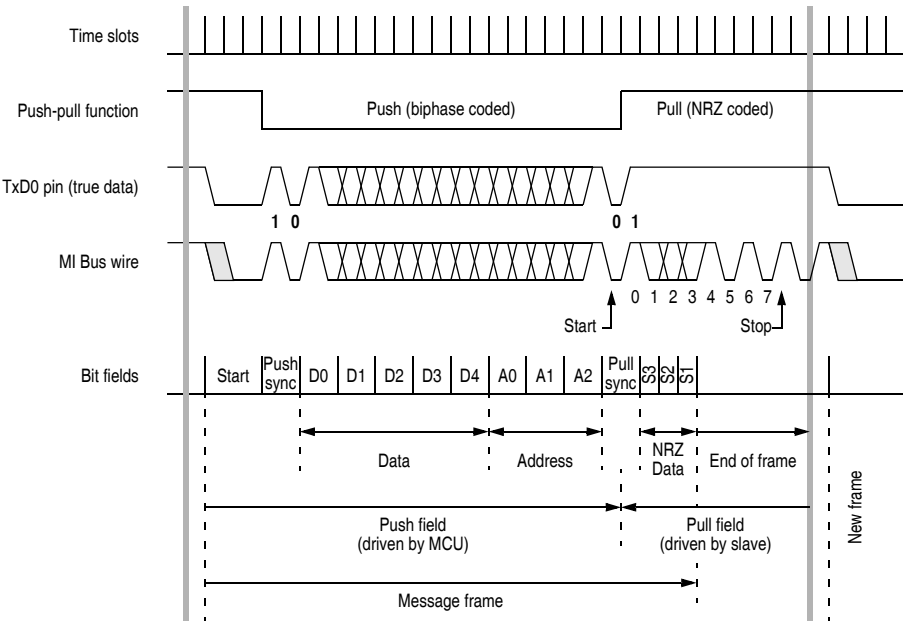 Time slots
Push-pull function
Push (biphase coded)
Pull (NRZ coded)
TxD0 pin (true data)
1 0
0 1
MI Bus wire
0 1 2 3 4 5 6 7
Start
Stop
Bit fields
Start
Push
sync
D0
D1
D2
D3
D4
A0
A1
A2
Pull
sync
S3
S2
S1
Data
Address
NRZ
Data
End of frame
Push field
(driven by MCU)
Pull field
(driven by slave)
New frame
Message frame